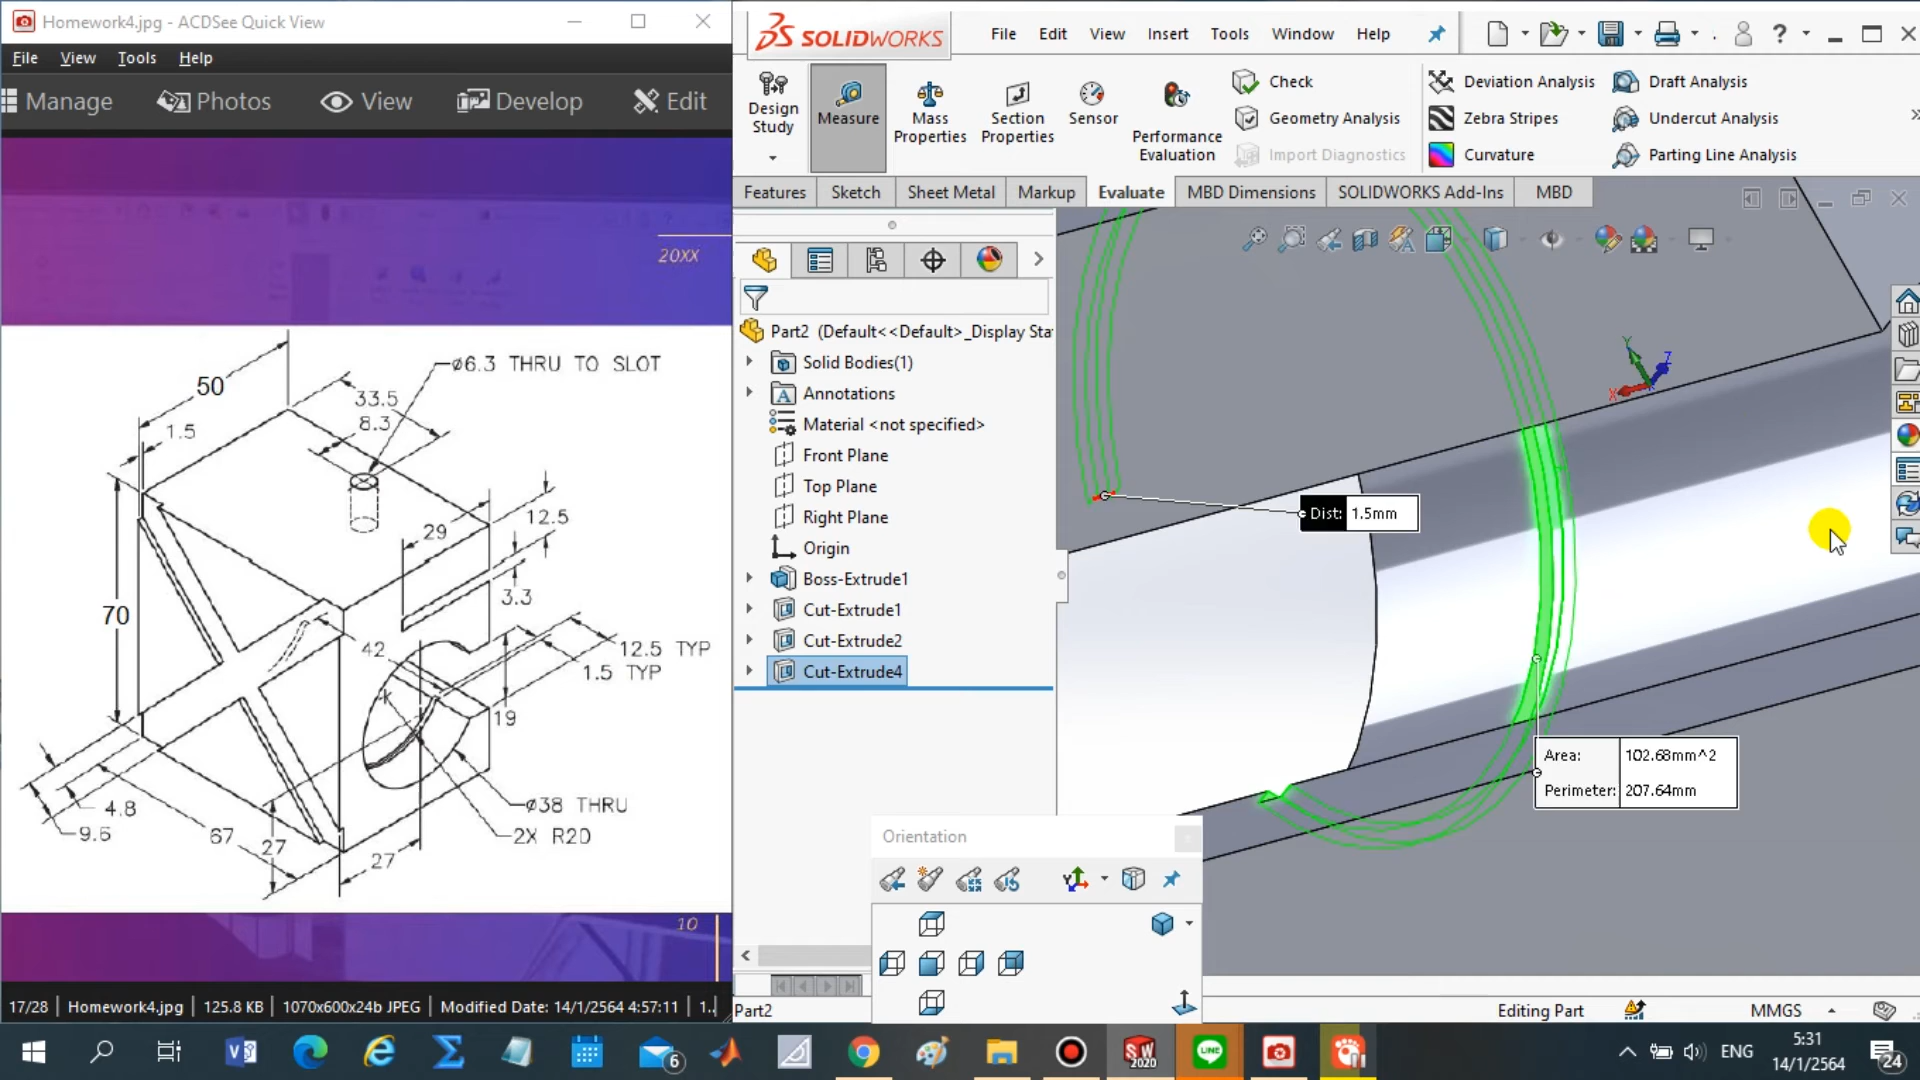 Homework4.jpg - ACDSee Quick View
File View Tools Help
Manage Photos View Develop Edit
20XX
50
1.5
33.5
8.3
ø6.3 THRU TO SLOT
29
12.5
3.3
70
42
12.5 TYP
1.5 TYP
19
ø38 THRU
2X R20
4.8
9.6
67
27
27
10
17/28 Homework4.jpg 125.8 KB 1070x600x24b JPEG Modified Date: 14/1/2564 4:57:11 1..
SOLIDWORKS
File Edit View Insert Tools Window Help
Design Study
Measure
Mass Properties
Section Properties
Sensor
Performance Evaluation
Check
Geometry Analysis
Import Diagnostics
Deviation Analysis
Zebra Stripes
Curvature
Draft Analysis
Undercut Analysis
Parting Line Analysis
Features Sketch Sheet Metal Markup Evaluate MBD Dimensions SOLIDWORKS Add-Ins MBD
Part2 (Default<<Default>_Display Sta
Solid Bodies(1)
Annotations
Material <not specified>
Front Plane
Top Plane
Right Plane
Origin
Boss-Extrude1
Cut-Extrude1
Cut-Extrude2
Cut-Extrude4
Y
Z
X
Dist: 1.5mm
Area: 102.68mm^2
Perimeter: 207.64mm
Orientation
Part2
Editing Part
MMGS
6
SW 2020
LINE
ENG
5:31
14/1/2564
24